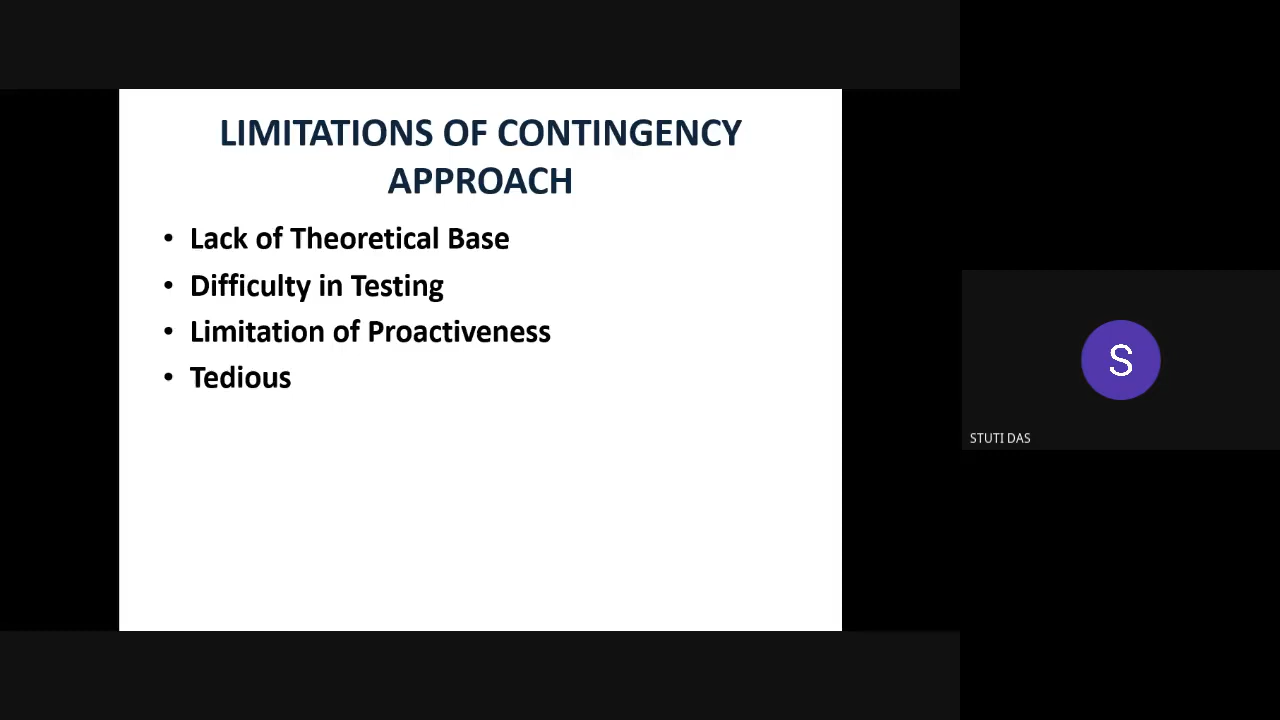 LIMITATIONS OF CONTINGENCY
APPROACH
• Lack of Theoretical Base
• Difficulty in Testing
• Limitation of Proactiveness
• Tedious
S
STUTI DAS